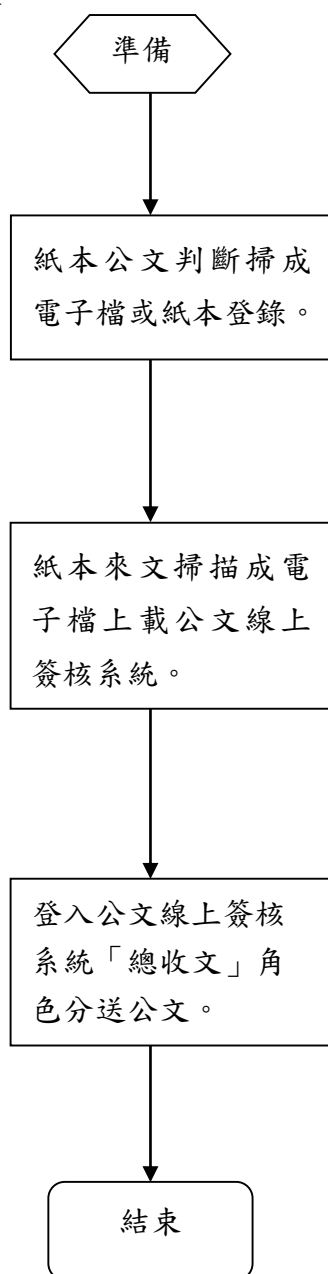 準備
紙本公文判斷掃成
電子檔或紙本登錄。
紙本來文掃描成電
子檔上載公文線上
簽核系統。
登入公文線上簽核
系統「總收文」角
色分送公文。
結束